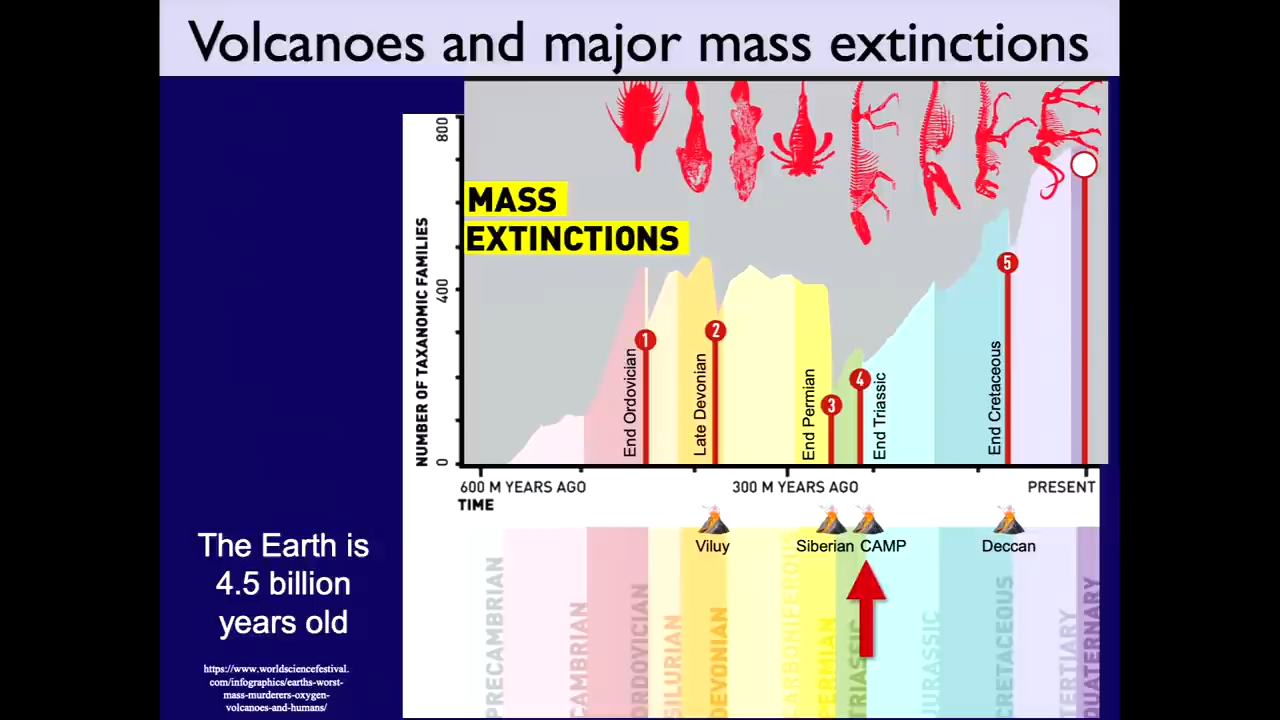 Volcanoes and major mass extinctions
800
400
0
NUMBER OF TAXANOMIC FAMILIES
MASS
EXTINCTIONS
1
2
3
4
5
End Ordovician
Late Devonian
End Permian
End Triassic
End Cretaceous
600 M YEARS AGO
300 M YEARS AGO
PRESENT
TIME
Viluy
Siberian
CAMP
Deccan
PRECAMBRIAN
CAMBRIAN
ORDOVICIAN
SILURIAN
DEVONIAN
CARBONIFEROUS
PERMIAN
TRIASSIC
JURASSIC
CRETACEOUS
TERTIARY
QUATERNARY
The Earth is
4.5 billion
years old
https://www.worldsciencefestival.
com/infographics/earths-worst-
mass-murderers-oxygen-
volcanoes-and-humans/